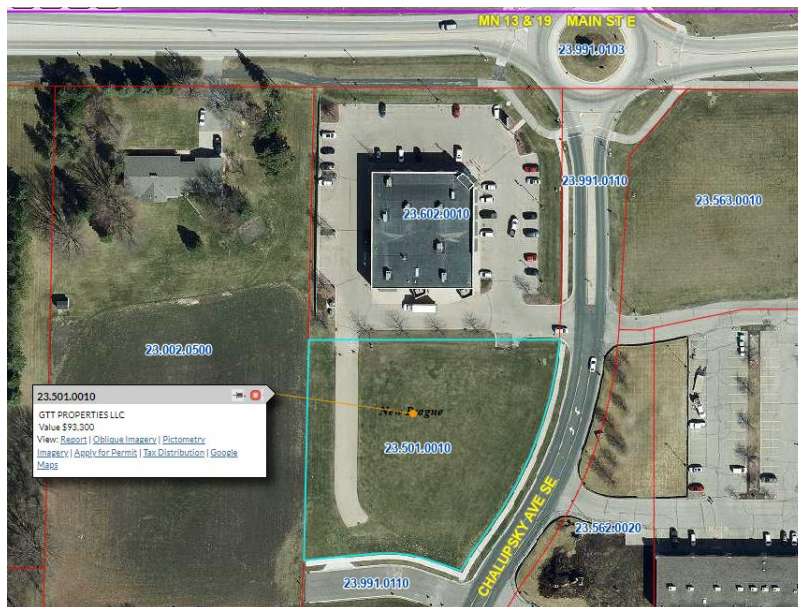 MN 13 & 19 MAIN ST E
23.991.0103
23.991.0110
23.602.0010
23.563.0010
23.002.0500
23.501.0010
GTT PROPERTIES LLC
Value $93,300
View: Report | Oblique Imagery | Pictometry
Imagery | Apply for Permit | Tax Distribution | Google
Maps
New Prague
23.501.0010
CHALUPSKY AVE SE.
23.562.0020
23.991.0110